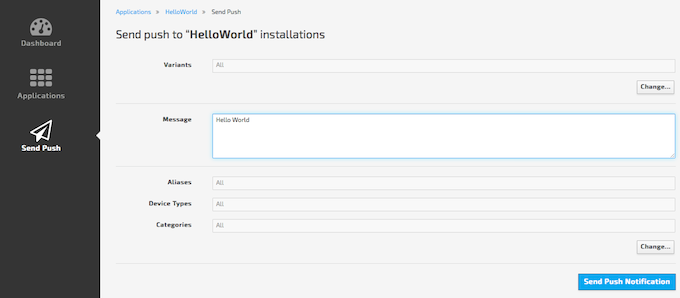 Applications » HelloWorld » Send Push
Send push to "HelloWorld" installations
Dashboard
Applications
Send Push
Variants All
Change...
Message Hello World
Aliases All
Device Types All
Categories All
Change...
Send Push Notification